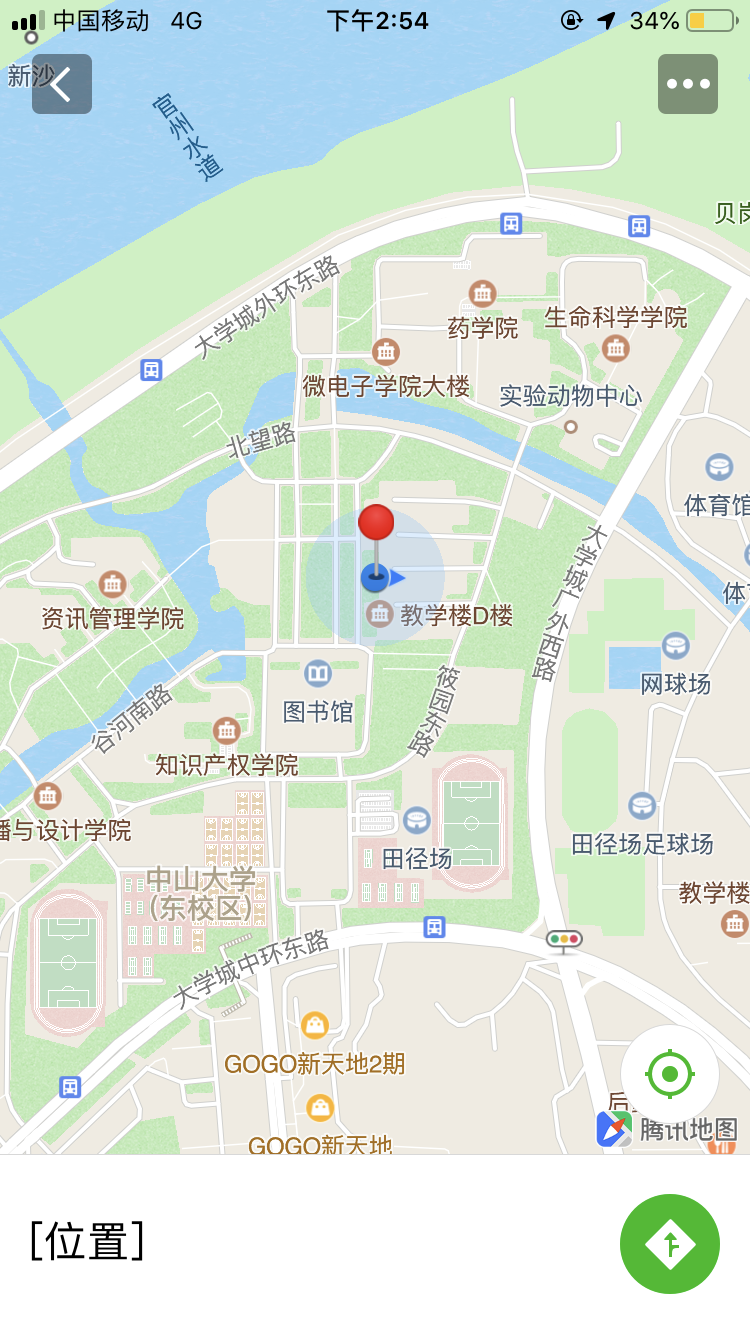 中国移动 4G 下午2:54 34%
新沙
官州水道
贝岗
大学城外环东路
药学院
生命科学学院
微电子学院大楼
实验动物中心
北望路
体育馆
大学城广外西路
资讯管理学院
教学楼D楼
网球场
图书馆
筱园东路
谷河南路
知识产权学院
播与设计学院
田径场
田径场足球场
中山大学
(东校区)
教学楼
大学城中环东路
GOGO新天地2期
GOGO新天地
腾讯地图
[位置]